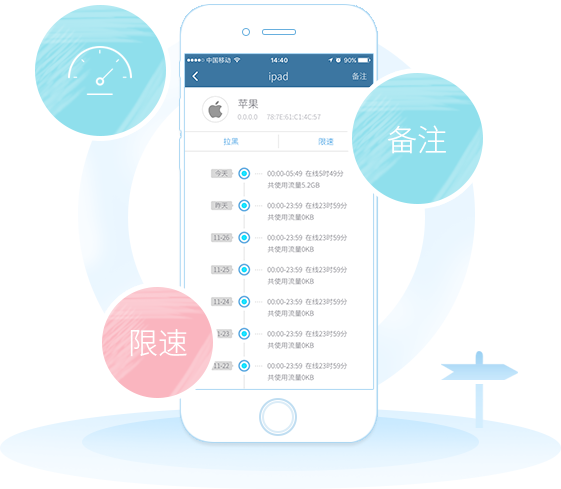 中国移动 14:40 90%
ipad 备注
苹果
0.0.0.0 78:7E:61:C1:4C:57
拉黑 限速
今天 00:00-05:49 在线5时49分
共使用流量5.2GB
昨天 00:00-23:59 在线23时59分
共使用流量0KB
11-26 00:00-23:59 在线23时59分
共使用流量0KB
11-25 00:00-23:59 在线23时59分
共使用流量0KB
11-24 00:00-23:59 在线23时59分
共使用流量0KB
1-23 00:00-23:59 在线23时59分
共使用流量0KB
11-22 00:00-23:59 在线23时59分
共使用流量0KB
备注
限速